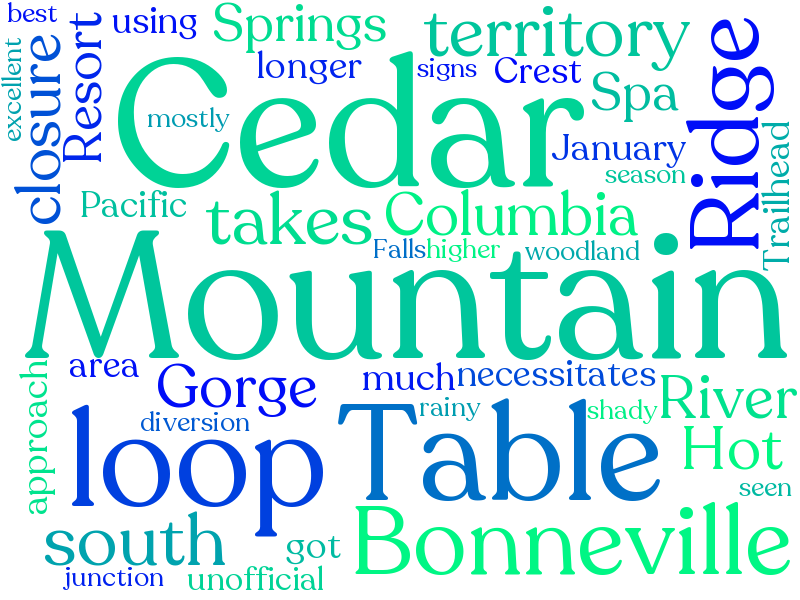 best
using
Springs
territory
excellent
closure
Resort
longer
signs
Crest
Spa
Ridge
Cedar
mostly
January
season
Trailhead
Pacific
takes
Columbia
Falls
higher
woodland
Mountain
area
Gorge
much
necessitates
River
approach
loop
diversion
Table
rainy
shady
Hot
seen
south
got
Bonneville
junction
unofficial